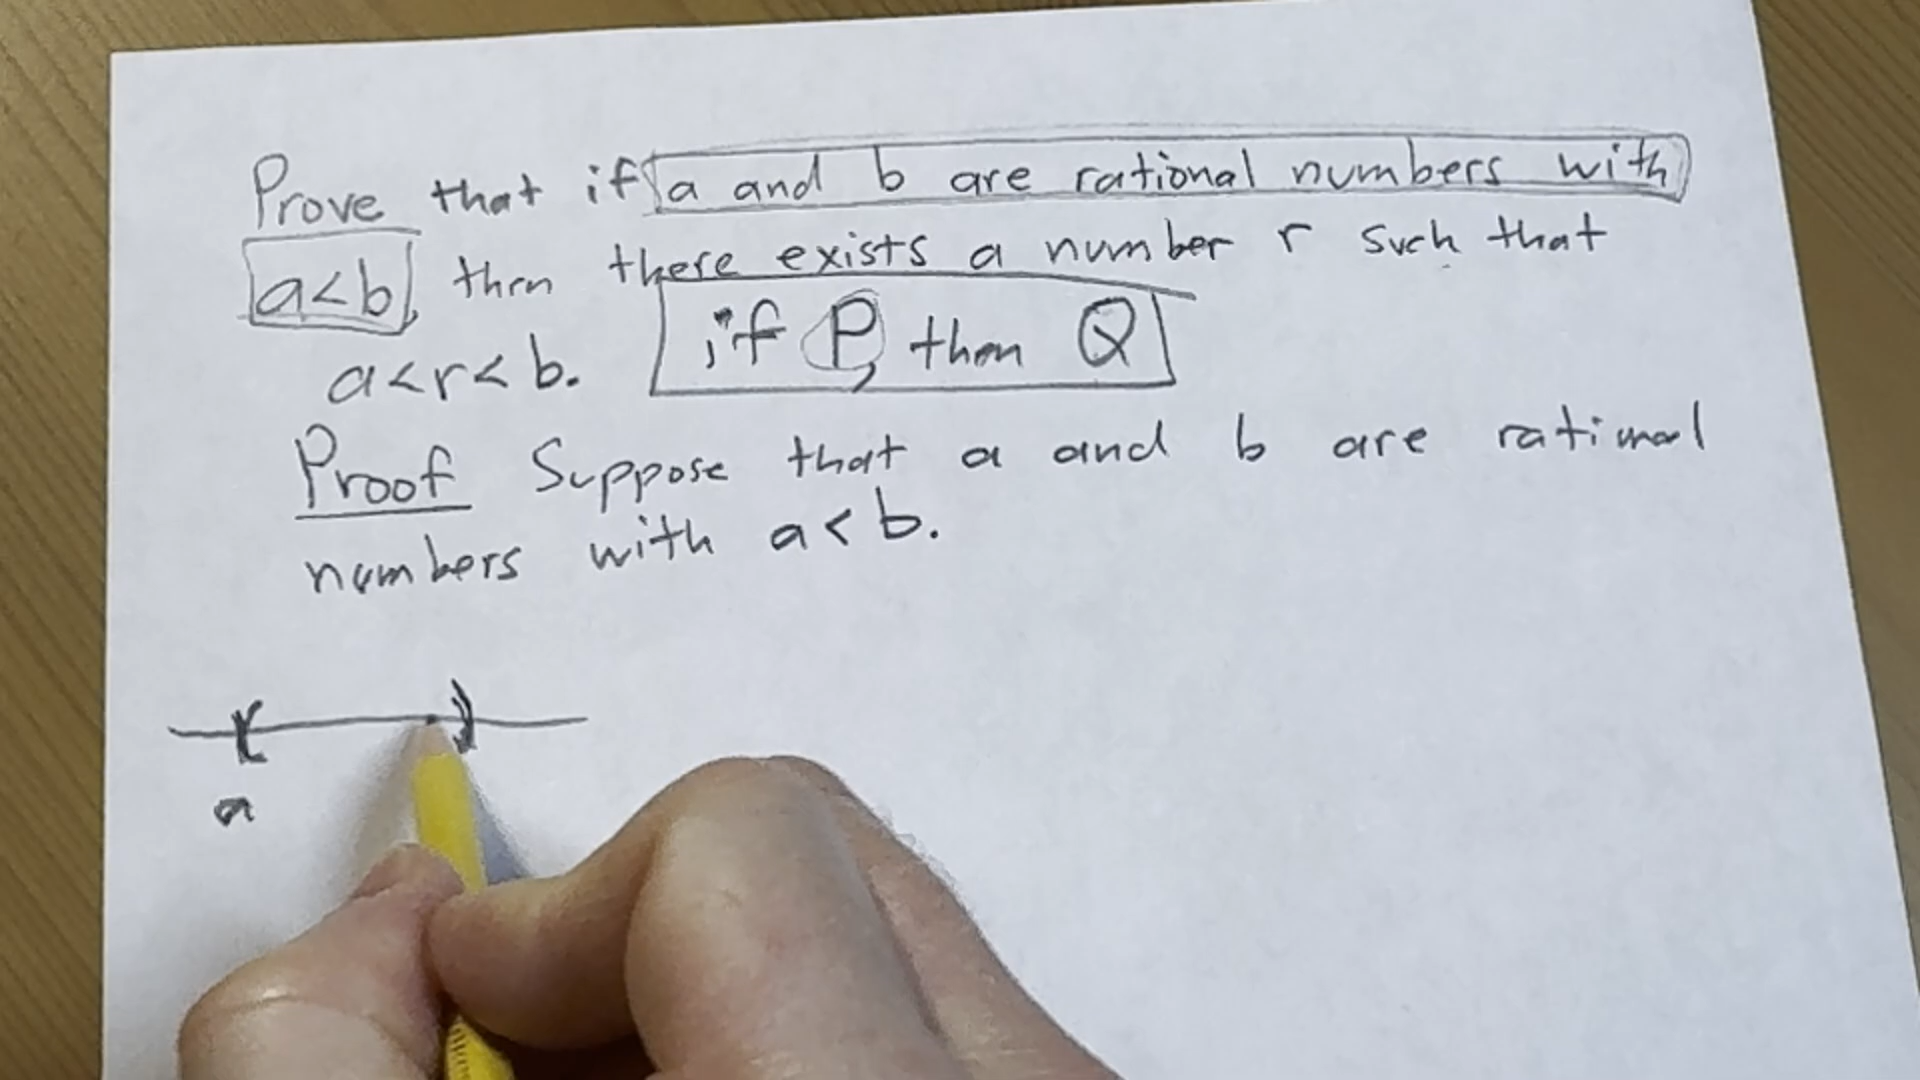 Prove that if a and b are rational numbers with
a<b, then there exists a number r such that
a<r<b.
if P, then Q
Proof Suppose that a and b are rational
numbers with a<b.
a